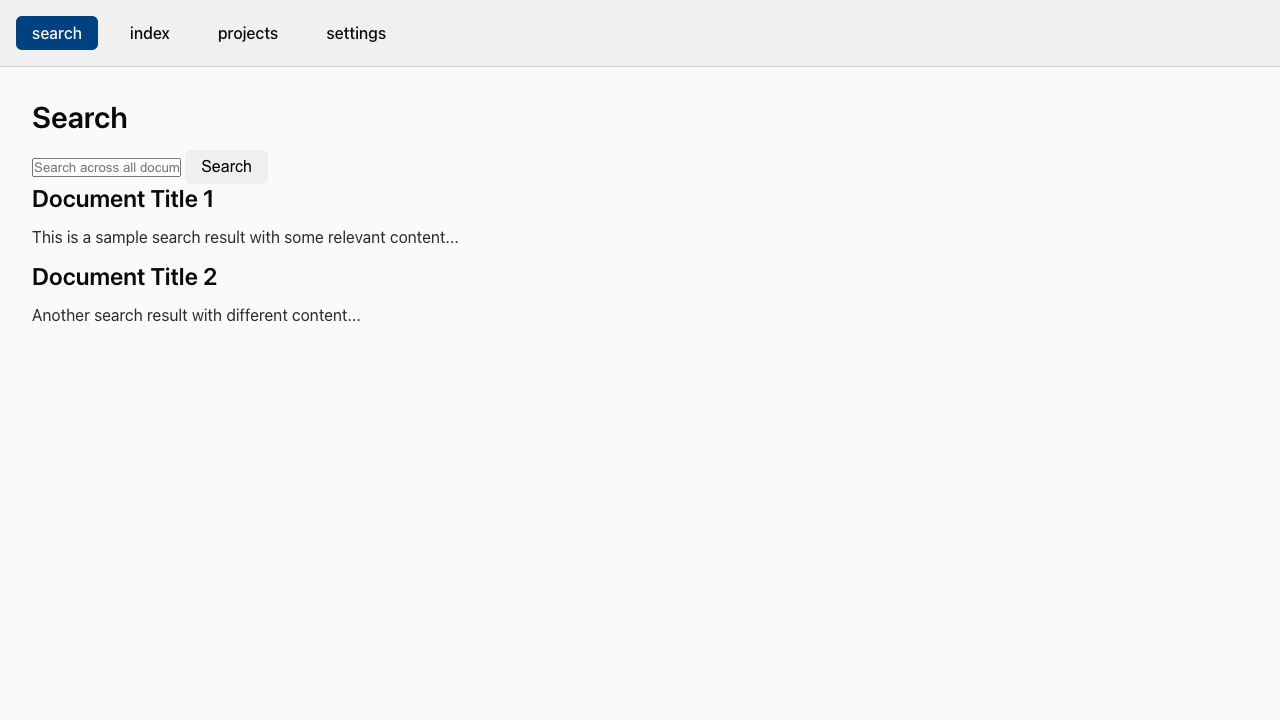 search index projects settings
Search
Search across all docum Search
Document Title 1
This is a sample search result with some relevant content...
Document Title 2
Another search result with different content...